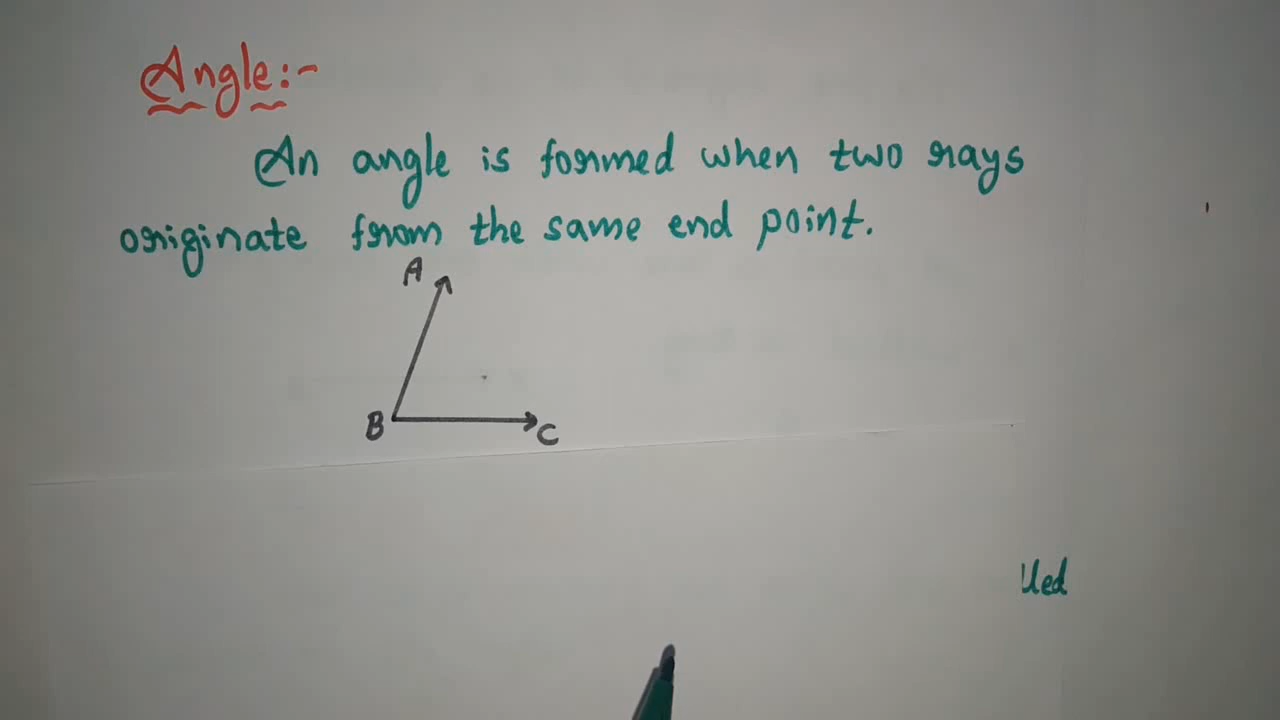 Angle:-
An angle is formed when two rays
originate from the same end point.
A
B
C